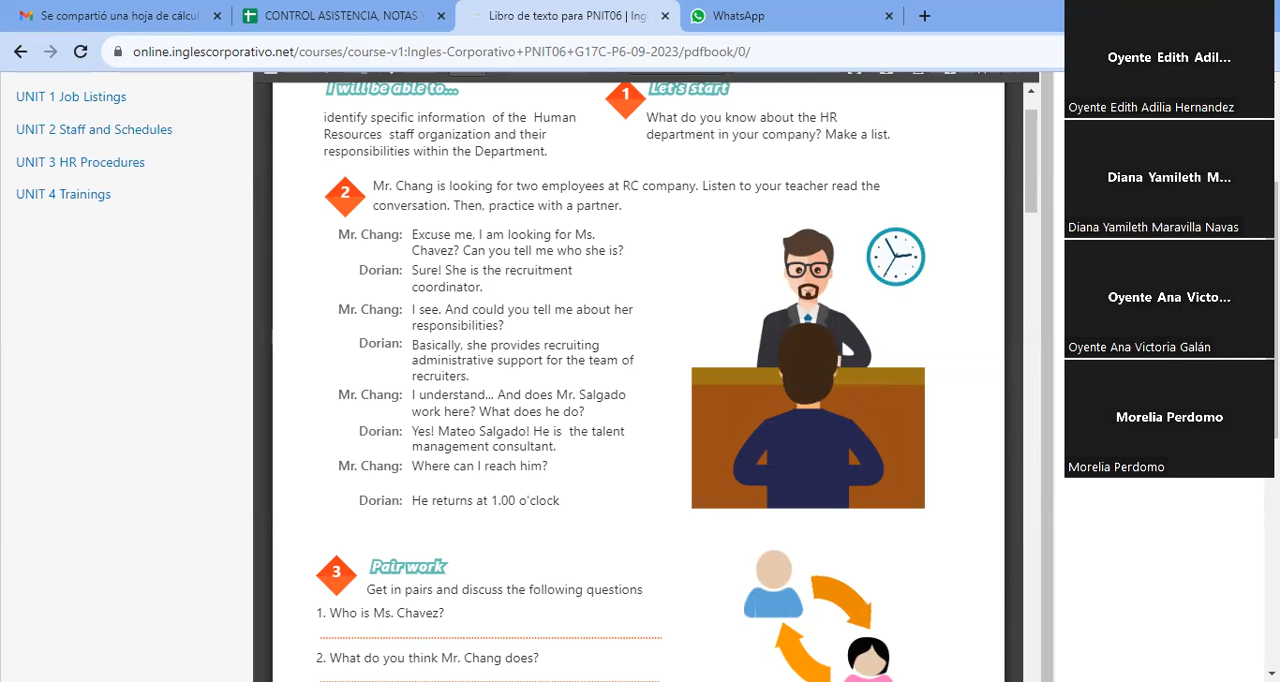 Se compartió una hoja de cálcul
CONTROL ASISTENCIA, NOTAS Y
Libro de texto para PNIT06 | Ing
WhatsApp
online.inglescorporativo.net/courses/course-v1:Ingles-Corporativo+PNIT06+G17C-P6-09-2023/pdfbook/0/
UNIT 1 Job Listings
UNIT 2 Staff and Schedules
UNIT 3 HR Procedures
UNIT 4 Trainings
I will be able to...
identify specific information of the Human
Resources staff organization and their
responsibilities within the Department.
1
Let's start
What do you know about the HR
department in your company? Make a list.
2
Mr. Chang is looking for two employees at RC company. Listen to your teacher read the
conversation. Then, practice with a partner.
Mr. Chang: Excuse me, I am looking for Ms.
Chavez? Can you tell me who she is?
Dorian: Sure! She is the recruitment
coordinator.
Mr. Chang: I see. And could you tell me about her
responsibilities?
Dorian: Basically, she provides recruiting
administrative support for the team of
recruiters.
Mr. Chang: I understand... And does Mr. Salgado
work here? What does he do?
Dorian: Yes! Mateo Salgado! He is the talent
management consultant.
Mr. Chang: Where can I reach him?
Dorian: He returns at 1.00 o'clock
3
Pair work
Get in pairs and discuss the following questions
1. Who is Ms. Chavez?
2. What do you think Mr. Chang does?
Oyente Edith Adil...
Oyente Edith Adilia Hernandez
Diana Yamileth M...
Diana Yamileth Maravilla Navas
Oyente Ana Victo...
Oyente Ana Victoria Galán
Morelia Perdomo
Morelia Perdomo